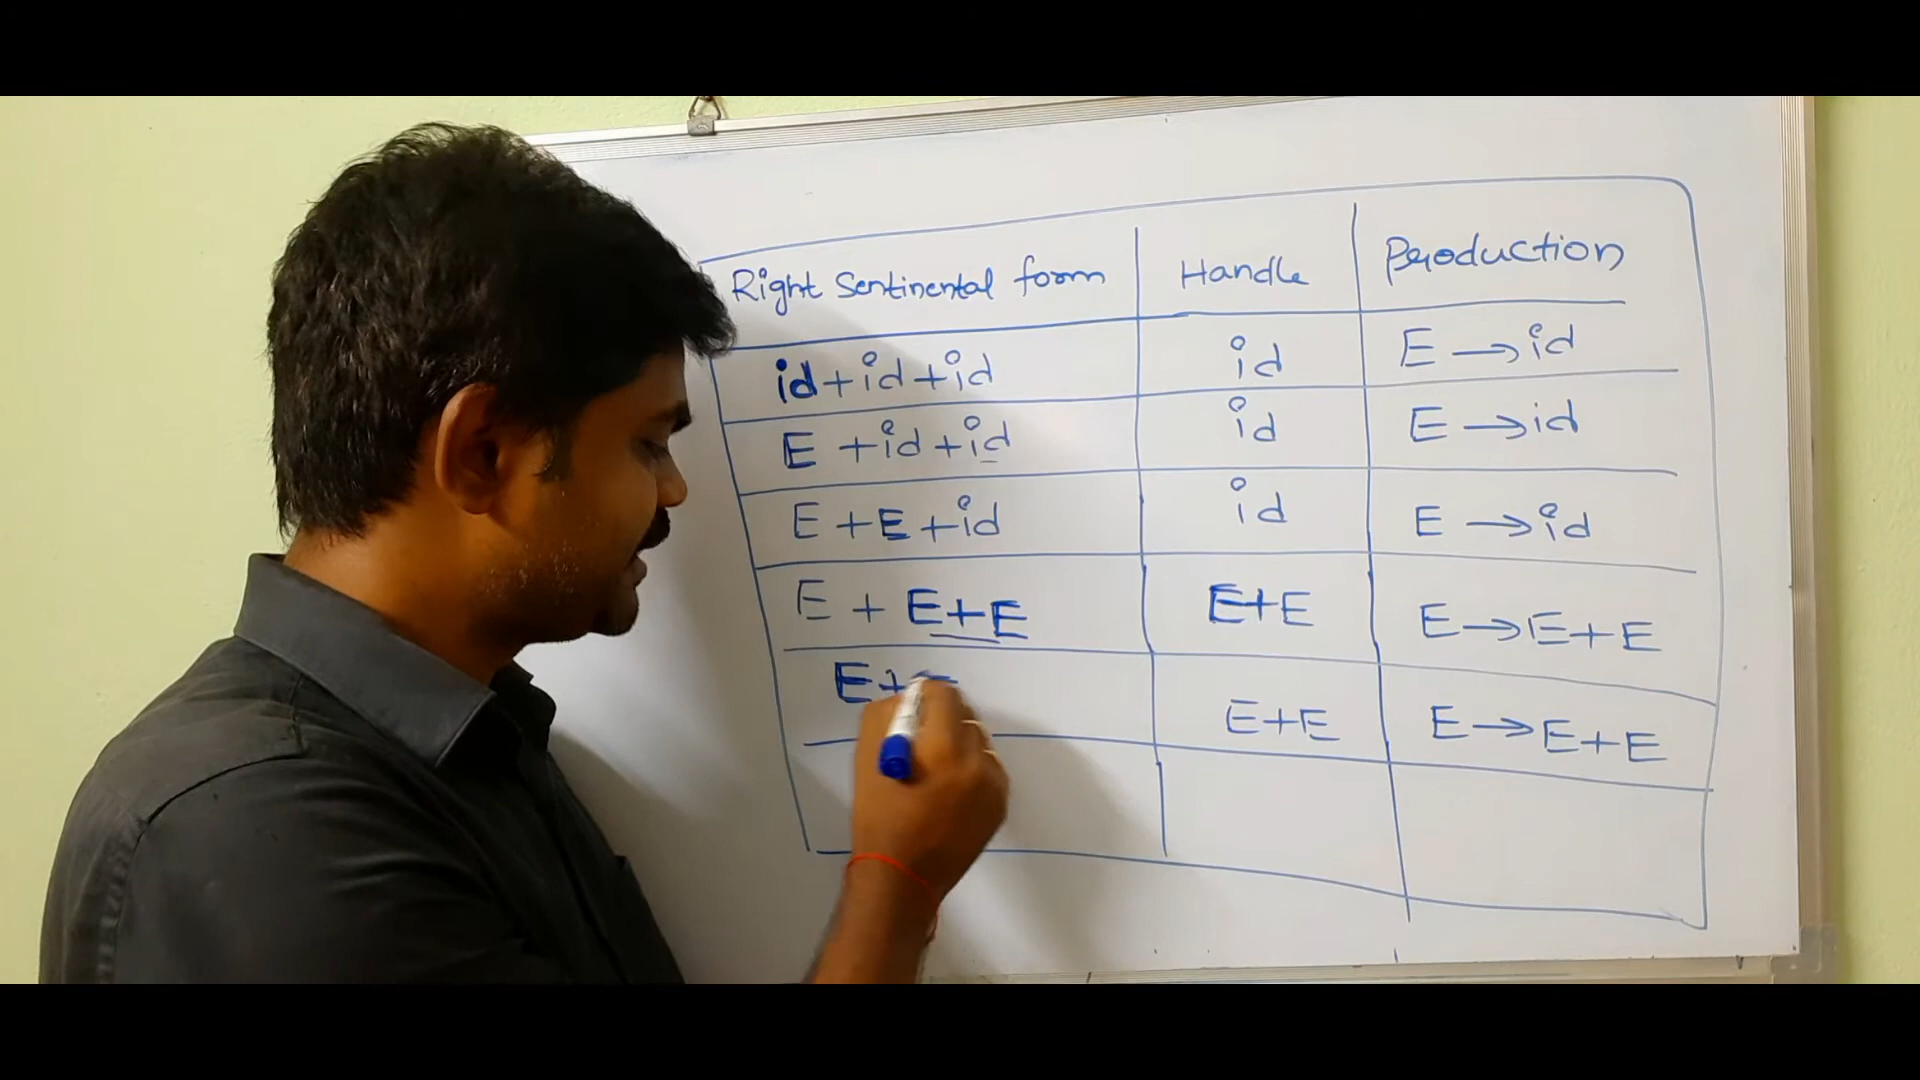 Right Sentinental form Handle Production
id+id+id id E → id
E +id+id id E → id
E +E+id id E → id
E + E+E E+E E → E+E
E+E E+E E → E+E